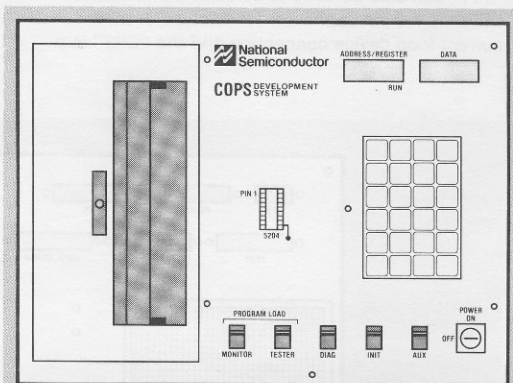 National
Semiconductor
COPS DEVELOPMENT
SYSTEM
ADDRESS/REGISTER
DATA
RUN
PIN 1
5204
PROGRAM LOAD
MONITOR
TESTER
DIAG
INIT
AUX
POWER
ON
OFF